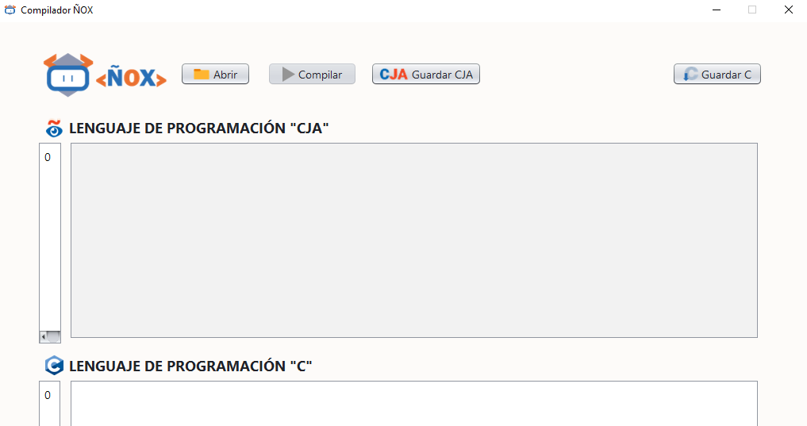 Compilador ÑOX
<ÑOX>
Abrir
Compilar
CJA Guardar CJA
C Guardar C
LENGUAJE DE PROGRAMACIÓN "CJA"
0
C LENGUAJE DE PROGRAMACIÓN "C"
0